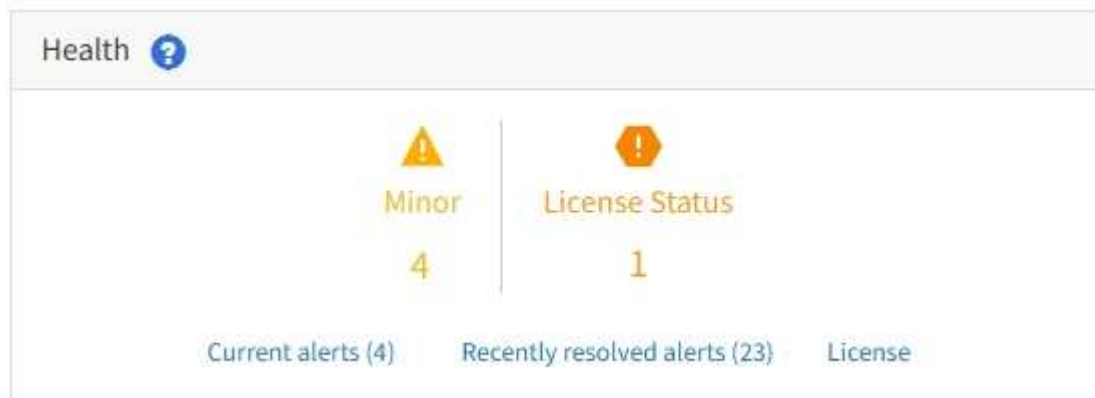 Health ?
Minor License Status
4 1
Current alerts (4) Recently resolved alerts (23) License